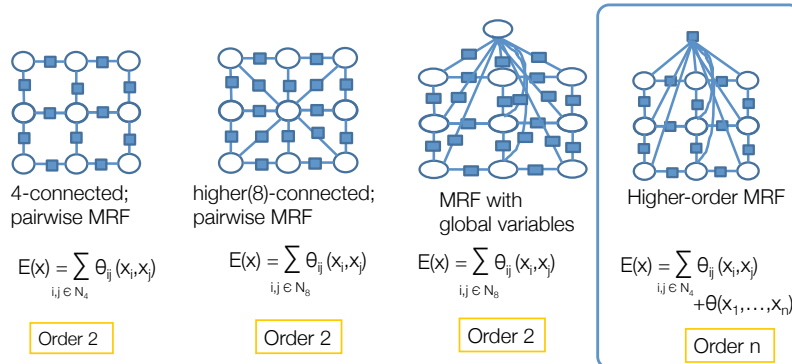 4-connected;
pairwise MRF
E(x) = ∑ θij (xi,xj)
i,j ∈ N4
Order 2
higher(8)-connected;
pairwise MRF
E(x) = ∑ θij (xi,xj)
i,j ∈ N8
Order 2
MRF with
global variables
E(x) = ∑ θij (xi,xj)
i,j ∈ N8
Order 2
Higher-order MRF
E(x) = ∑ θij (xi,xj)
i,j ∈ N4
+θ(x1,…,xn)
Order n